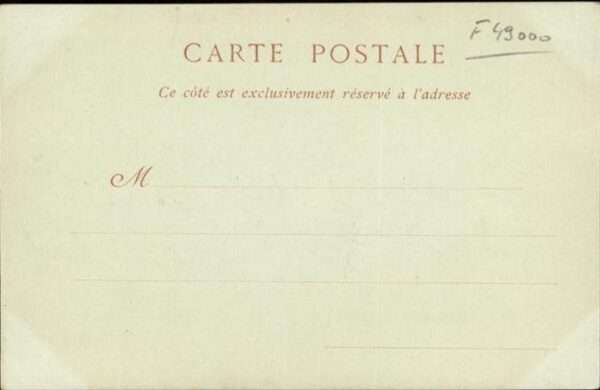 F 49000
CARTE POSTALE
Ce côté est exclusivement réservé à l'adresse
M